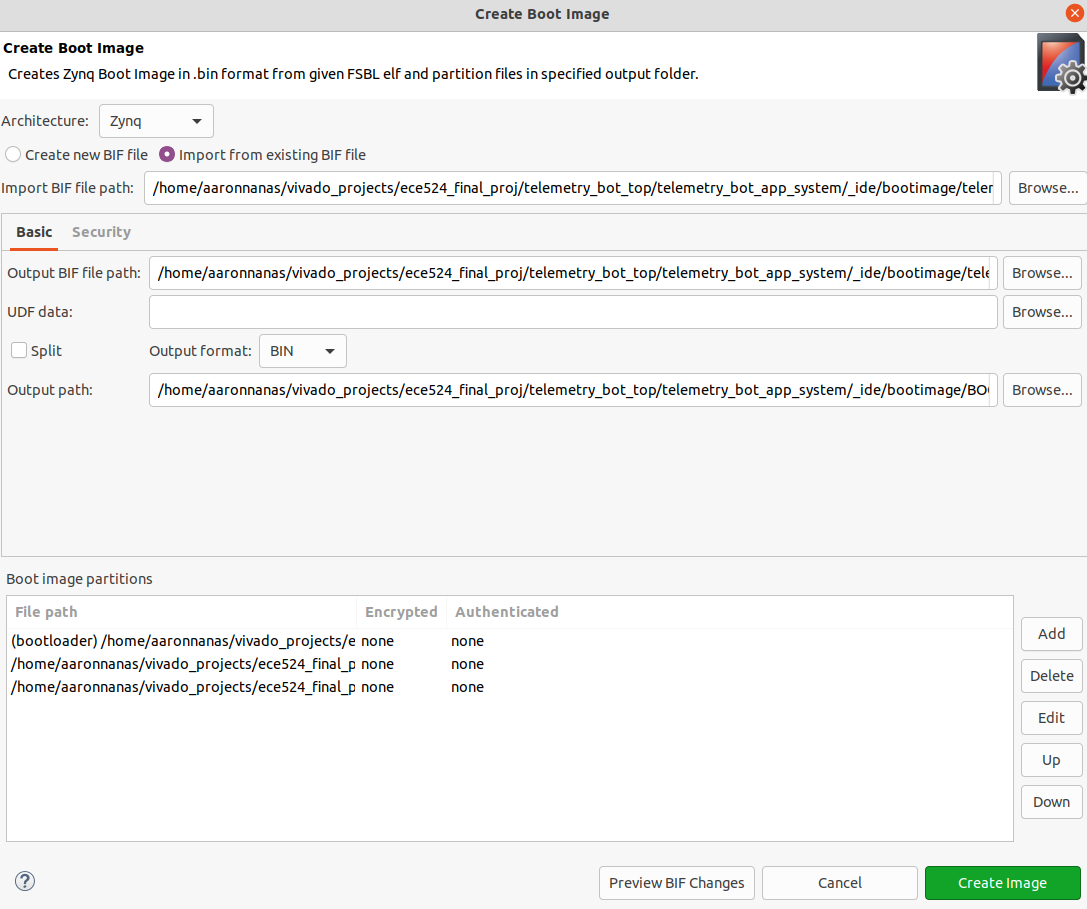 Create Boot Image
Create Boot Image
Creates Zynq Boot Image in .bin format from given FSBL elf and partition files in specified output folder.
Architecture: Zynq
Create new BIF file Import from existing BIF file
Import BIF file path: /home/aaronnanas/vivado_projects/ece524_final_proj/telemetry_bot_top/telemetry_bot_app_system/_ide/bootimage/teler Browse...
Basic Security
Output BIF file path: /home/aaronnanas/vivado_projects/ece524_final_proj/telemetry_bot_top/telemetry_bot_app_system/_ide/bootimage/tele Browse...
UDF data: Browse...
Split Output format: BIN
Output path: /home/aaronnanas/vivado_projects/ece524_final_proj/telemetry_bot_top/telemetry_bot_app_system/_ide/bootimage/BOO Browse...
Boot image partitions
File path Encrypted Authenticated
(bootloader) /home/aaronnanas/vivado_projects/e none none
/home/aaronnanas/vivado_projects/ece524_final_p none none
/home/aaronnanas/vivado_projects/ece524_final_p none none
Add
Delete
Edit
Up
Down
? Preview BIF Changes Cancel Create Image